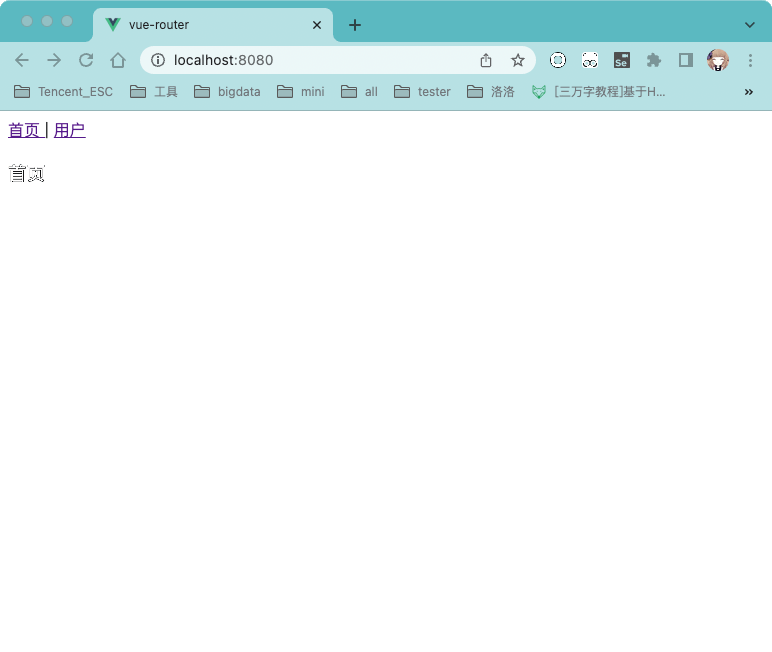 vue-router
localhost:8080
Tencent_ESC 工具 bigdata mini all tester 洛洛 [三万字教程]基于H... »
首页 | 用户
首页